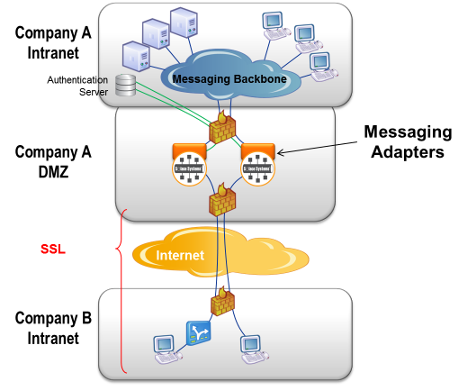 Company A
Intranet
Messaging Backbone
Authentication
Server
Company A
DMZ
Messaging
Adapters
SSL
Internet
Company B
Intranet